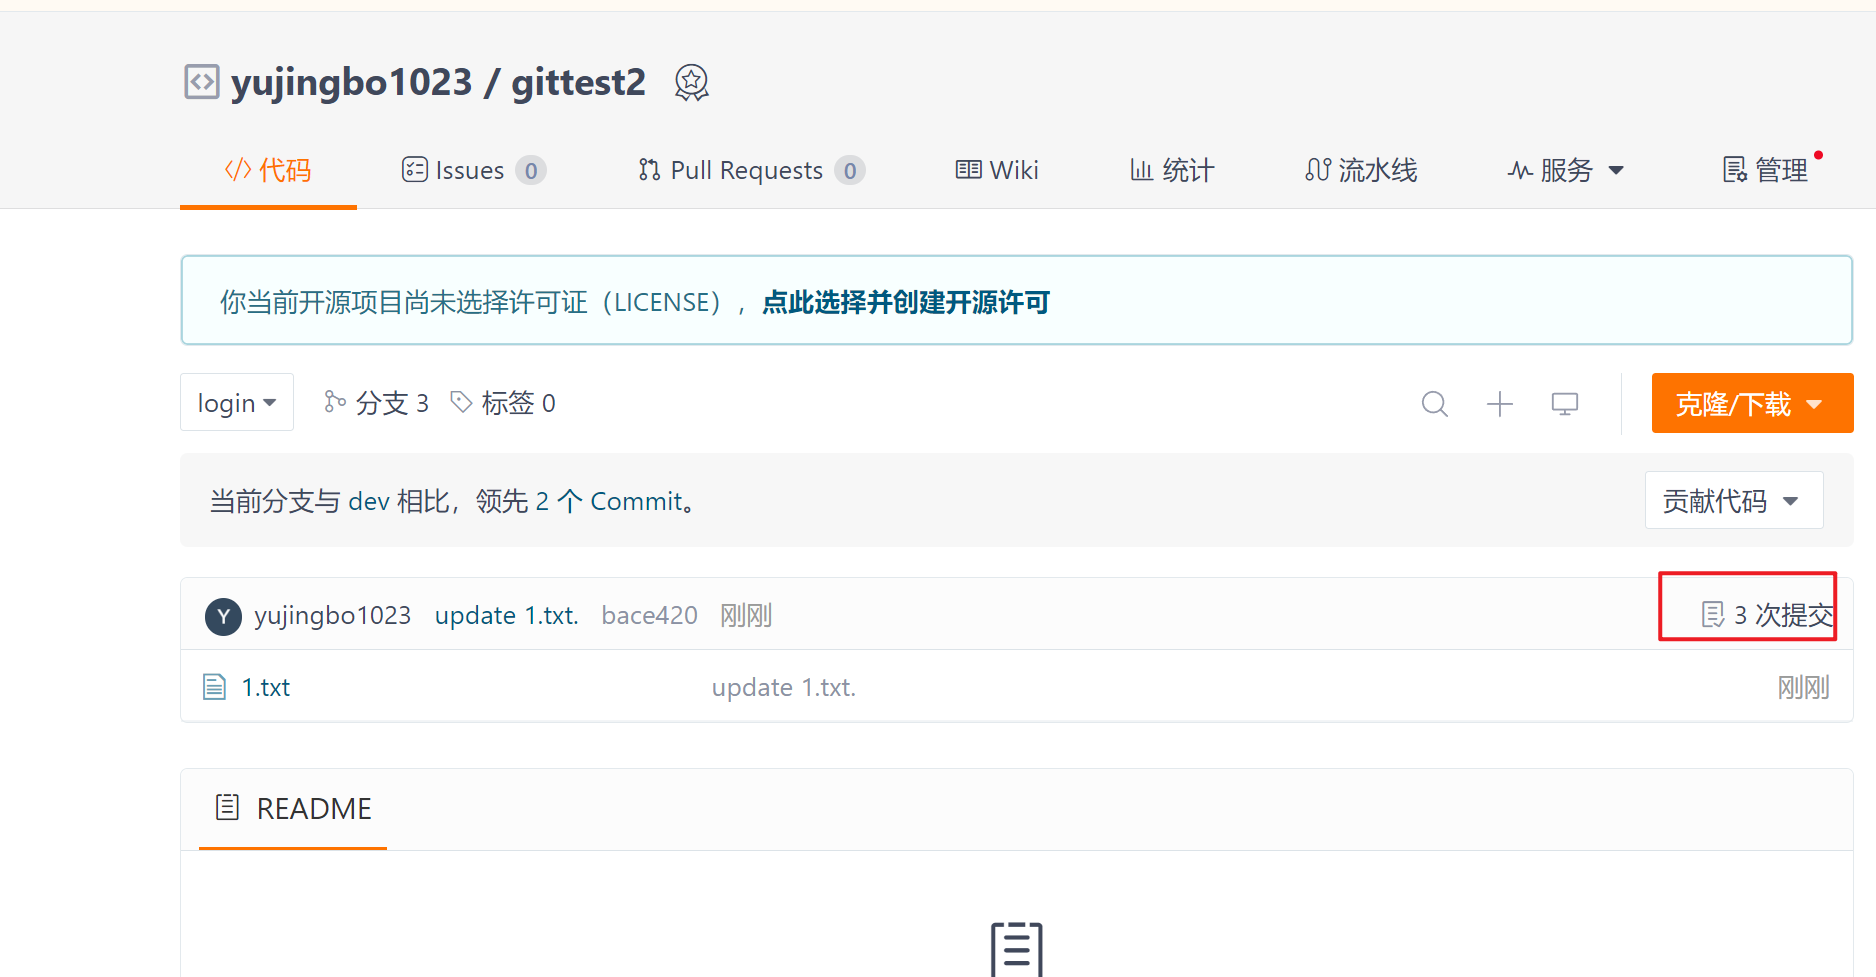 yujingbo1023 / gittest2
代码 Issues 0 Pull Requests 0 Wiki 统计 流水线 服务 管理
你当前开源项目尚未选择许可证（LICENSE），点此选择并创建开源许可
login 分支 3 标签 0 克隆/下载
当前分支与 dev 相比，领先 2 个 Commit。 贡献代码
Y yujingbo1023 update 1.txt. bace420 刚刚 3 次提交
1.txt update 1.txt. 刚刚
README